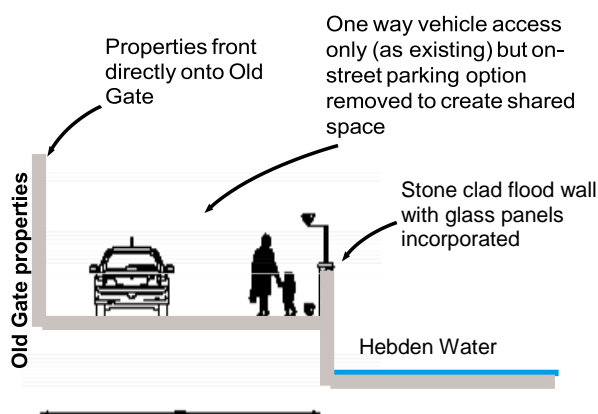 Properties front
directly onto Old
Gate
One way vehicle access
only (as existing) but on-
street parking option
removed to create shared
space
Stone clad flood wall
with glass panels
incorporated
Old Gate properties
Hebden Water